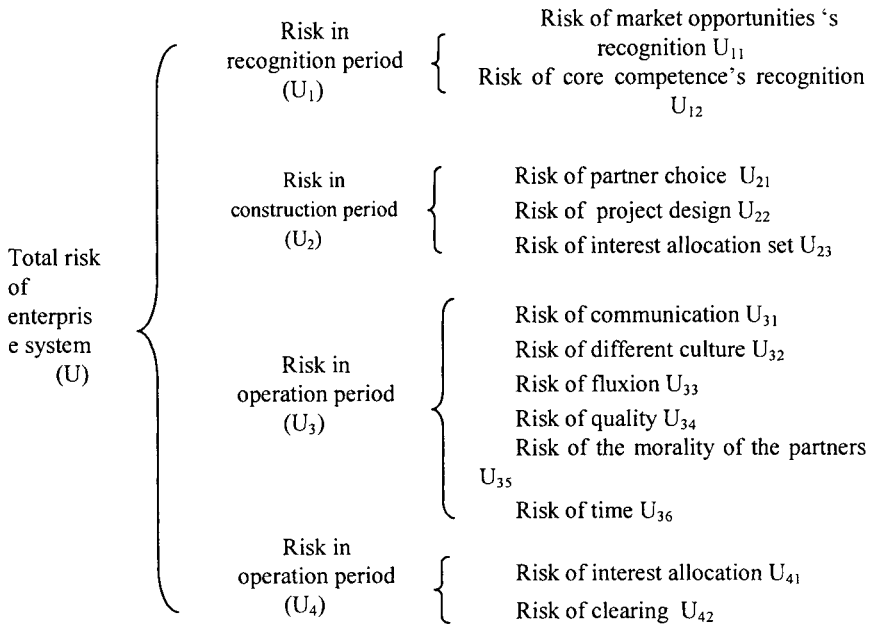 Total risk
of
enterpris
e system
(U)
Risk in
recognition period
(U₁)
Risk of market opportunities ‘s
recognition U₁₁
Risk of core competence’s recognition
U₁₂
Risk in
construction period
(U₂)
Risk of partner choice U₂₁
Risk of project design U₂₂
Risk of interest allocation set U₂₃
Risk in
operation period
(U₃)
Risk of communication U₃₁
Risk of different culture U₃₂
Risk of fluxion U₃₃
Risk of quality U₃₄
Risk of the morality of the partners
U₃₅
Risk of time U₃₆
Risk in
operation period
(U₄)
Risk of interest allocation U₄₁
Risk of clearing U₄₂